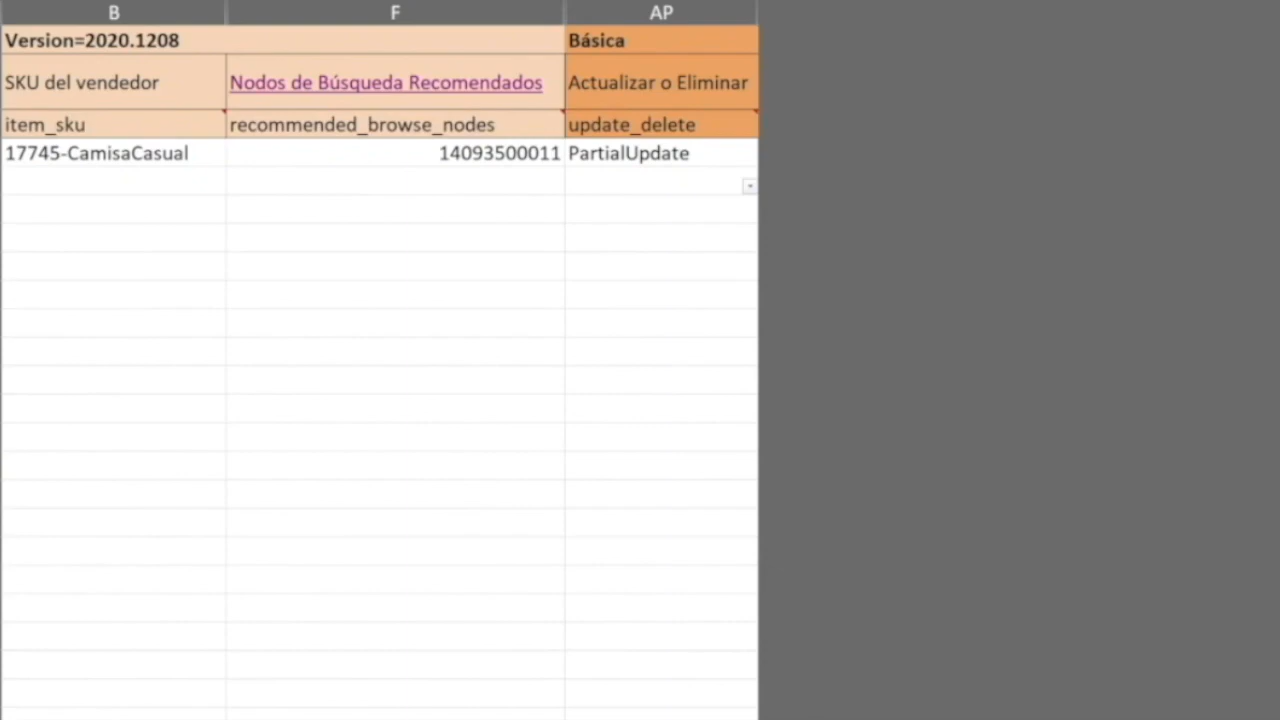 B F AP
Version=2020.1208 Básica
SKU del vendedor Nodos de Búsqueda Recomendados Actualizar o Eliminar
item_sku recommended_browse_nodes update_delete
17745-CamisaCasual 14093500011 PartialUpdate